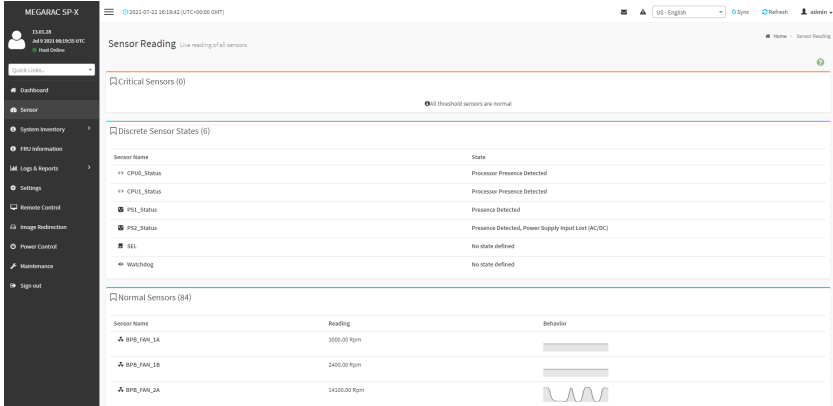 MEGARAC SP-X
2021-07-22 16:19:42 (UTC+00:00 GMT)
US - English
Sync
Refresh
admin
13.01.28
Jul 9 2021 06:19:35 UTC
Host Online
Quick Links...
Dashboard
Sensor
System Inventory
FRU Information
Logs & Reports
Settings
Remote Control
Image Redirection
Power Control
Maintenance
Sign out
Sensor Reading Live reading of all sensors
Home > Sensor Reading
Critical Sensors (0)
All threshold sensors are normal
Discrete Sensor States (6)
Sensor Name State
CPU0_Status Processor Presence Detected
CPU1_Status Processor Presence Detected
PS1_Status Presence Detected
PS2_Status Presence Detected, Power Supply Input Lost (AC/DC)
SEL No state defined
Watchdog No state defined
Normal Sensors (84)
Sensor Name Reading Behavior
BPB_FAN_1A 3000.00 Rpm
BPB_FAN_1B 2400.00 Rpm
BPB_FAN_2A 14100.00 Rpm